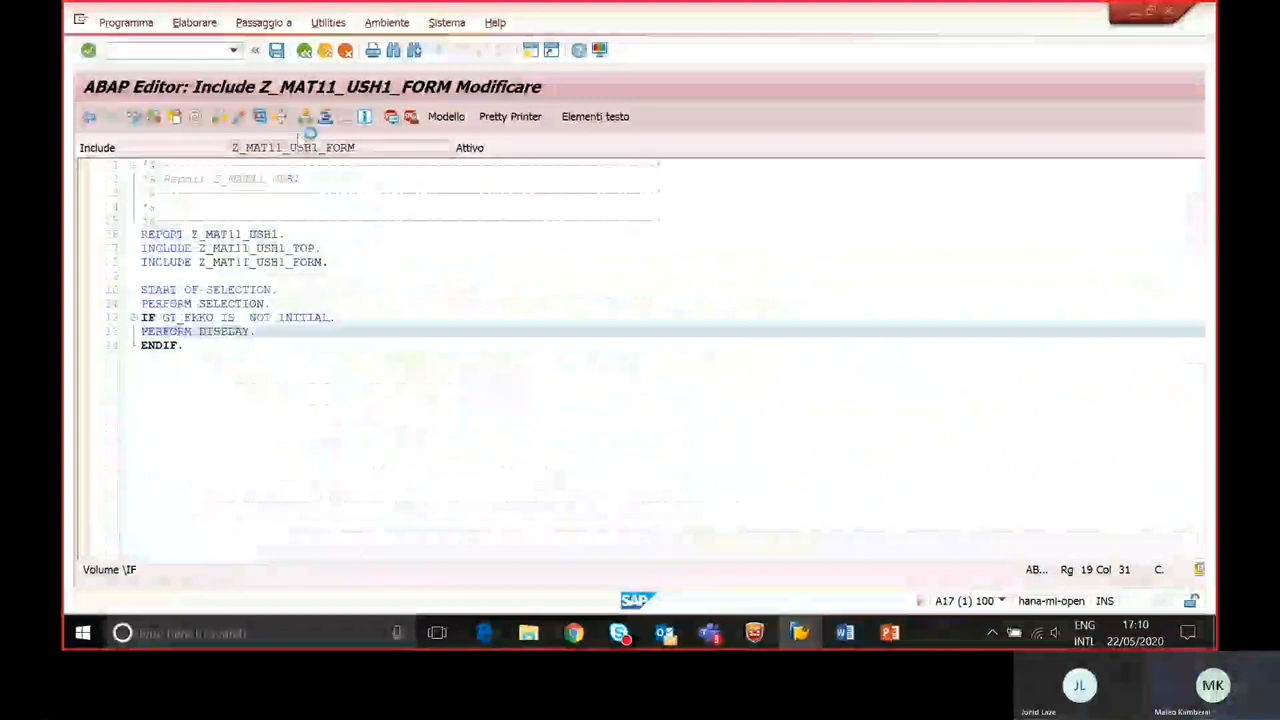 Programma Elaborare Passaggio a Utilities Ambiente Sistema Help
ABAP Editor: Include Z_MAT11_USH1_FORM Modificare
Modello Pretty Printer Elementi testo
Include Z_MAT11_USH1_FORM Attivo
REPORT Z_MAT11_USH1.
INCLUDE Z_MAT11_USH1_TOP.
INCLUDE Z_MAT11_USH1_FORM.
START-OF-SELECTION.
PERFORM SELECTION.
IF GT_EKKO IS NOT INITIAL.
PERFORM DISPLAY.
ENDIF.
Volume \IF AB... Rg 19 Col 31 C.
SAP A17 (1) 100 hana-mi-open INS
ENG 17:10
INTL 22/05/2020
JL MK